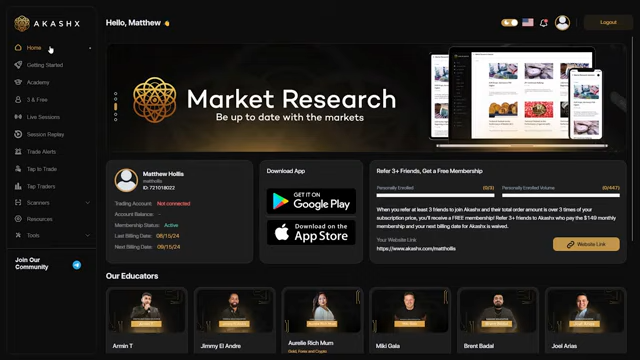 AKASHX
Hello, Matthew 👋
Logout
Home
Getting Started
Academy
3 & Free
Live Sessions
Session Replay
Trade Alerts
Tap to Trade
Tap Traders
Scanners
Resources
Tools
Join Our
Community
Market Research
Be up to date with the markets
Matthew Hollis
matthollis
ID: 721018022
Trading Account: Not connected
Account Balance: -
Membership Status: Active
Last Billing Date: 08/15/24
Next Billing Date: 09/15/24
Download App
GET IT ON
Google Play
Download on the
App Store
Refer 3+ Friends, Get a Free Membership
Personally Enrolled (0/3)
Personally Enrolled Volume (0/447)
When you refer at least 3 friends to join Akashx and their total order amount is over 3 times of your
subscription price, you'll receive a FREE membership! Refer 3+ friends to Akashx who pay the $149 monthly
membership and your next billing date for Akashx is waived.
Your Website Link
https://www.akashx.com/matthollis
Website Link
Our Educators
Armin T
Jimmy El Andre
Aurelie Rich Mum
Gold, Forex and Crypto
Miki Gaia
Brent Badal
Joel Arias